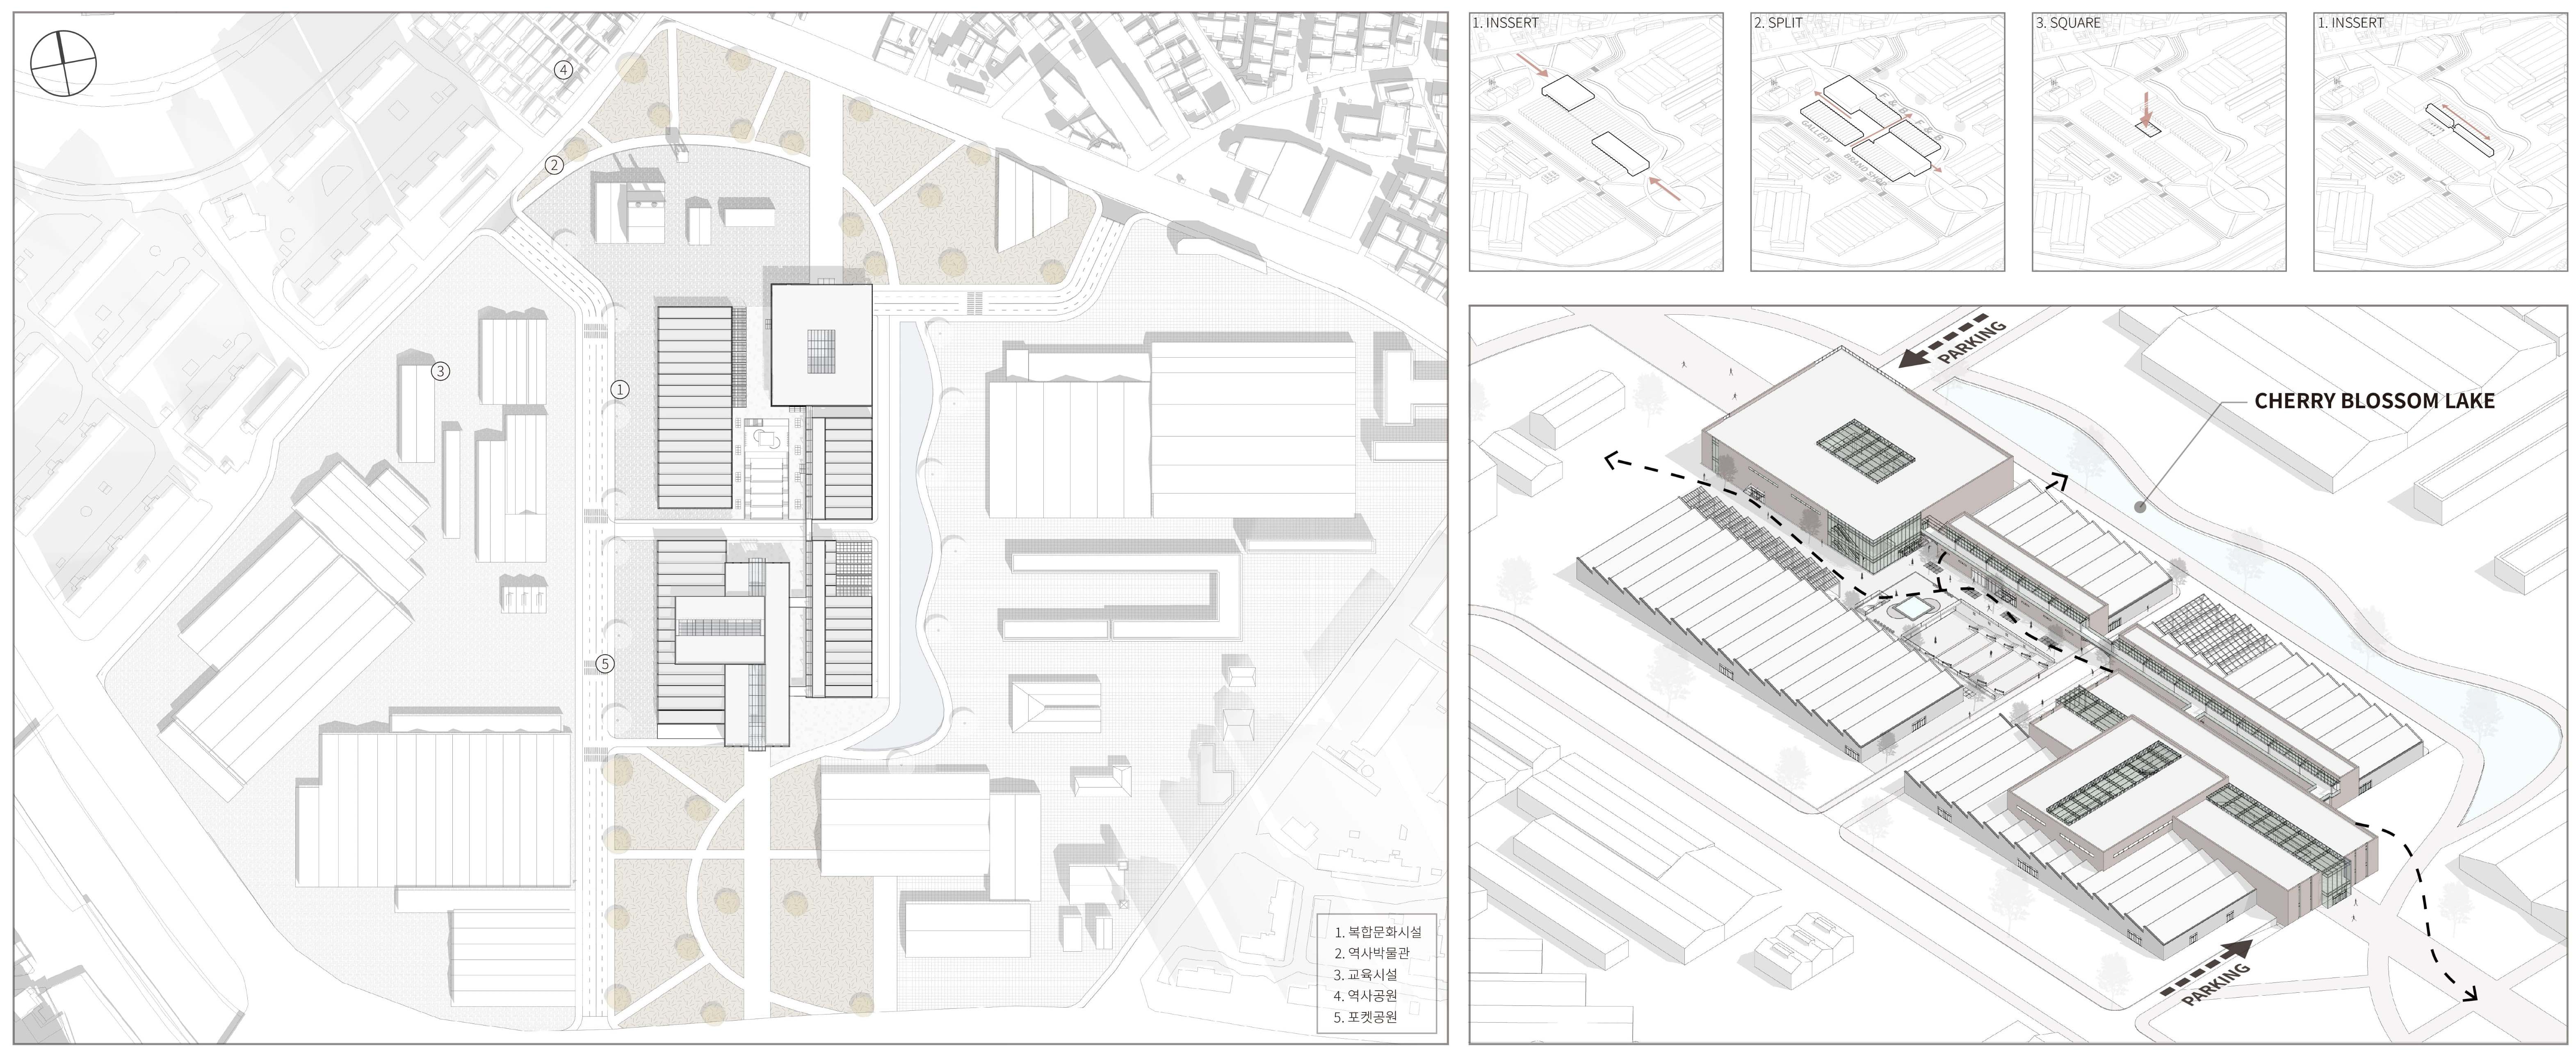 4
2
3
1
5
1. 복합문화시설
2. 역사박물관
3. 교육시설
4. 역사공원
5. 포켓공원
1. INSSERT
2. SPLIT
F & B
F & B
GALLERY
BRAND SHOP
3. SQUARE
1. INSSERT
PARKING
CHERRY BLOSSOM LAKE
PARKING